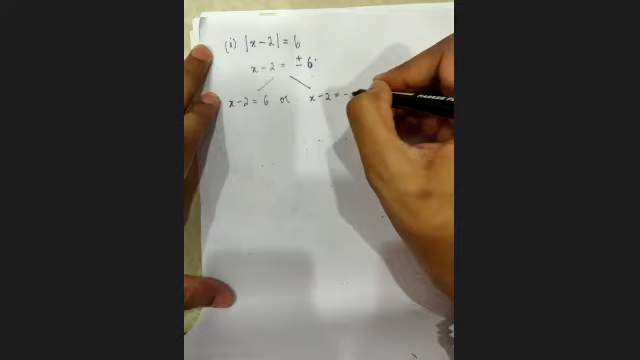 (i) |x-2| = 6
x-2 = ± 6
x-2 = 6 or x-2 = -